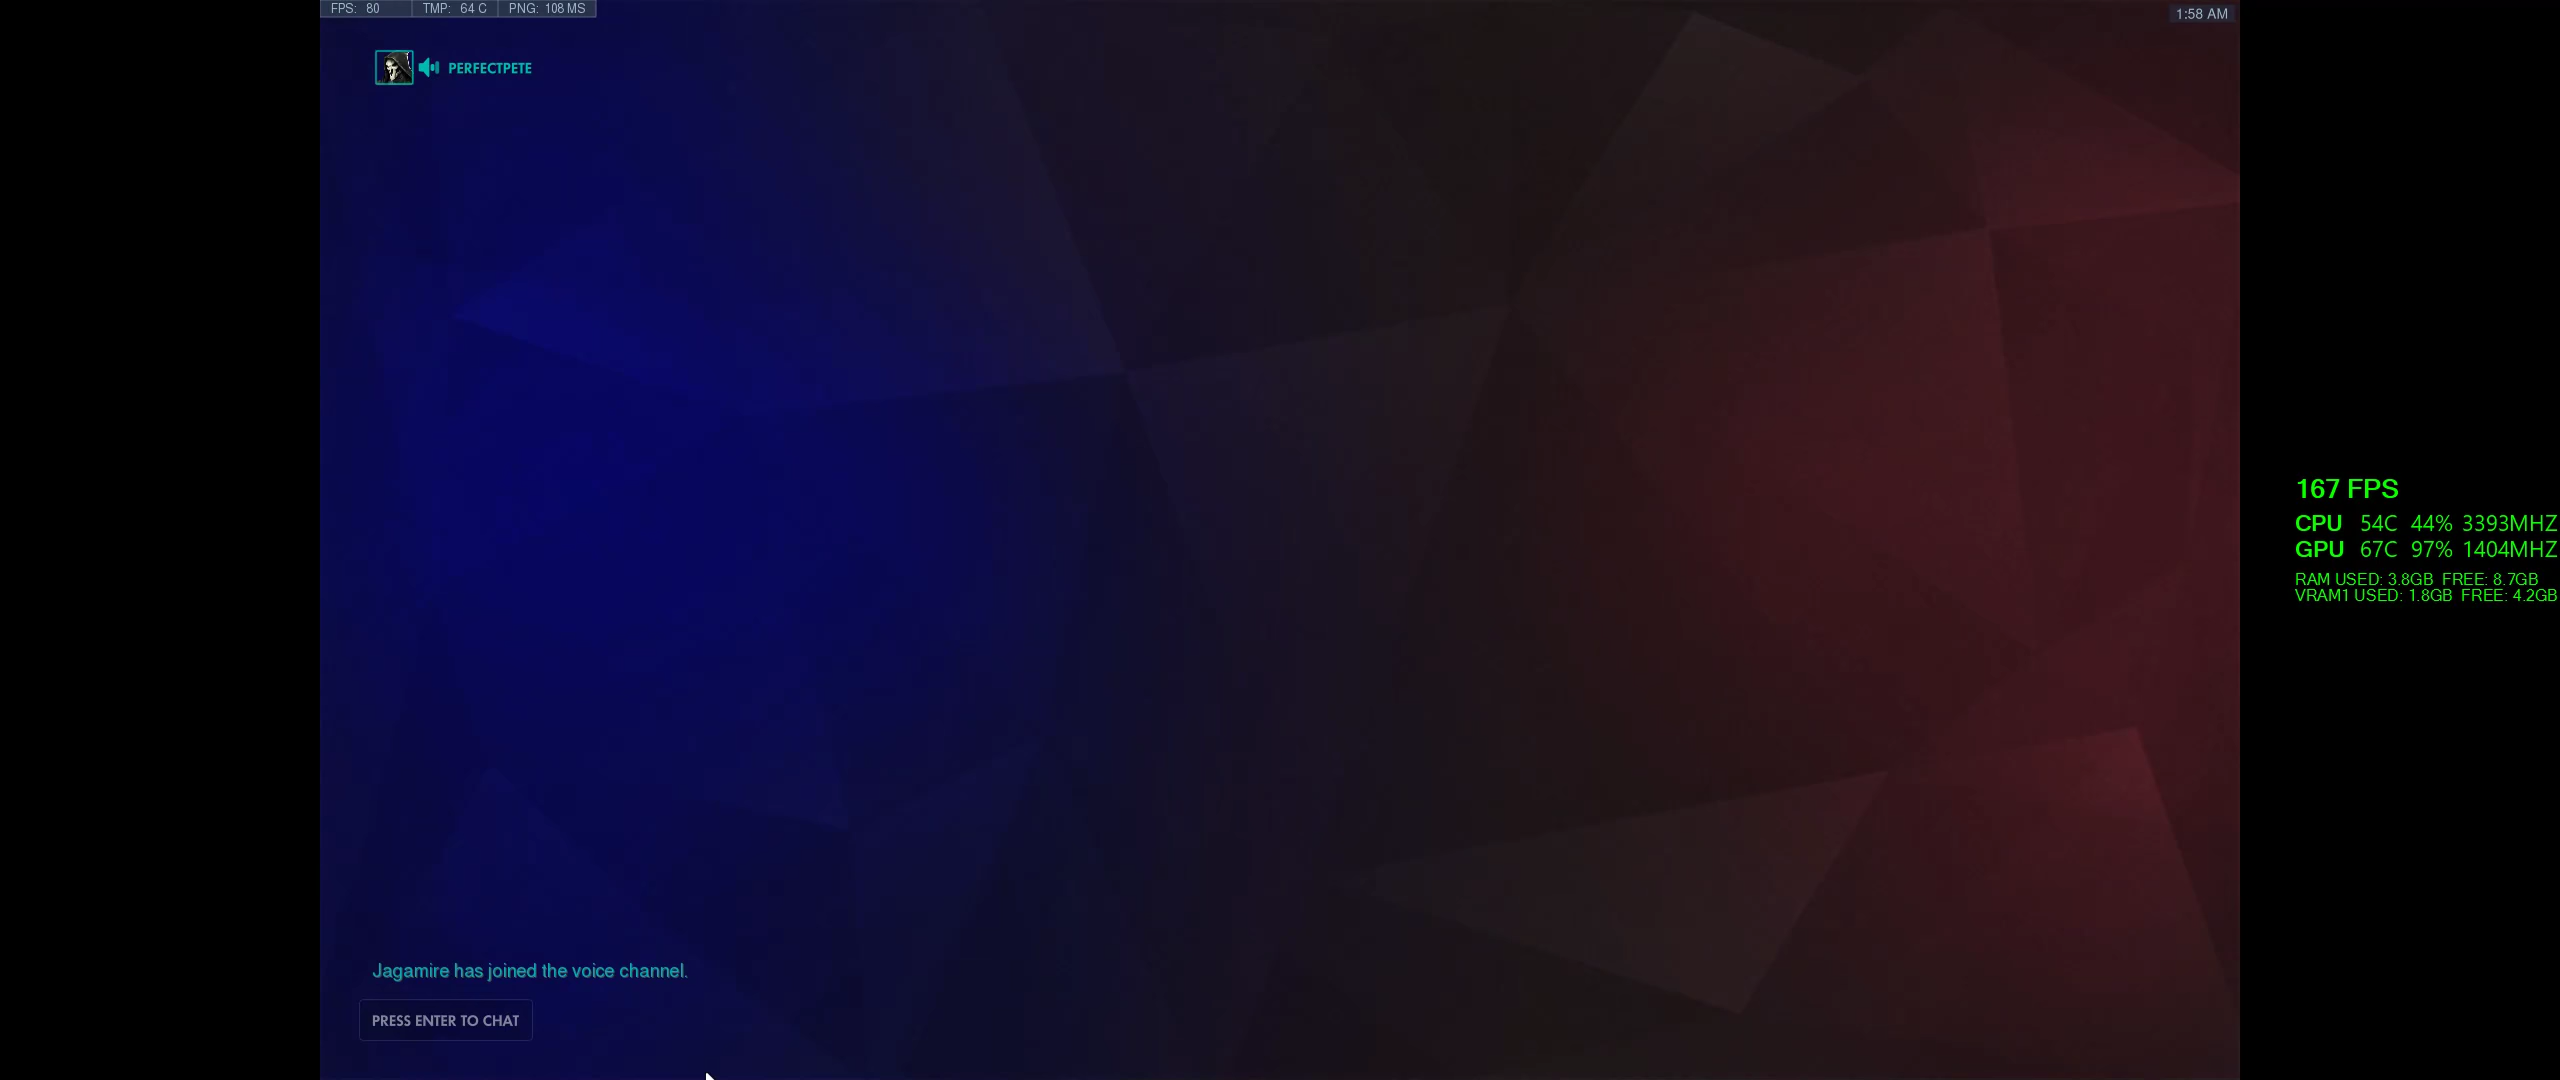 FPS: 80 TMP: 64 C PNG: 108 MS
1:58 AM
PERFECTPETE
167 FPS
CPU 54C 44% 3393MHZ
GPU 67C 97% 1404MHZ
RAM USED: 3.8GB FREE: 8.7GB
VRAM1 USED: 1.8GB FREE: 4.2GB
Jagamire has joined the voice channel.
PRESS ENTER TO CHAT